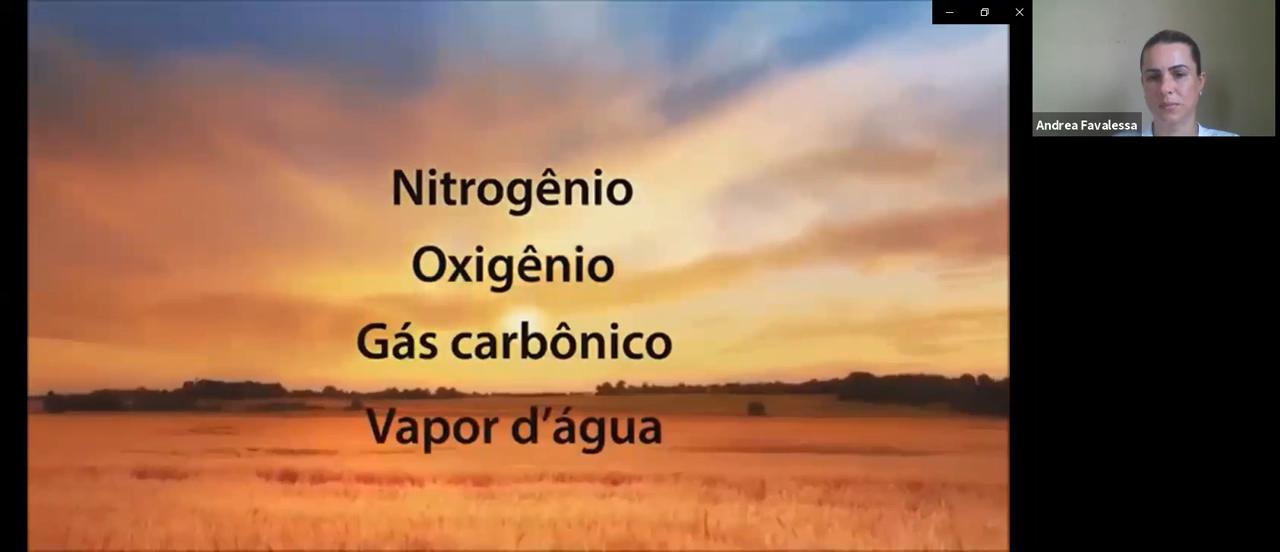 Nitrogênio
Oxigênio
Gás carbônico
Vapor d’água
Andrea Favalessa